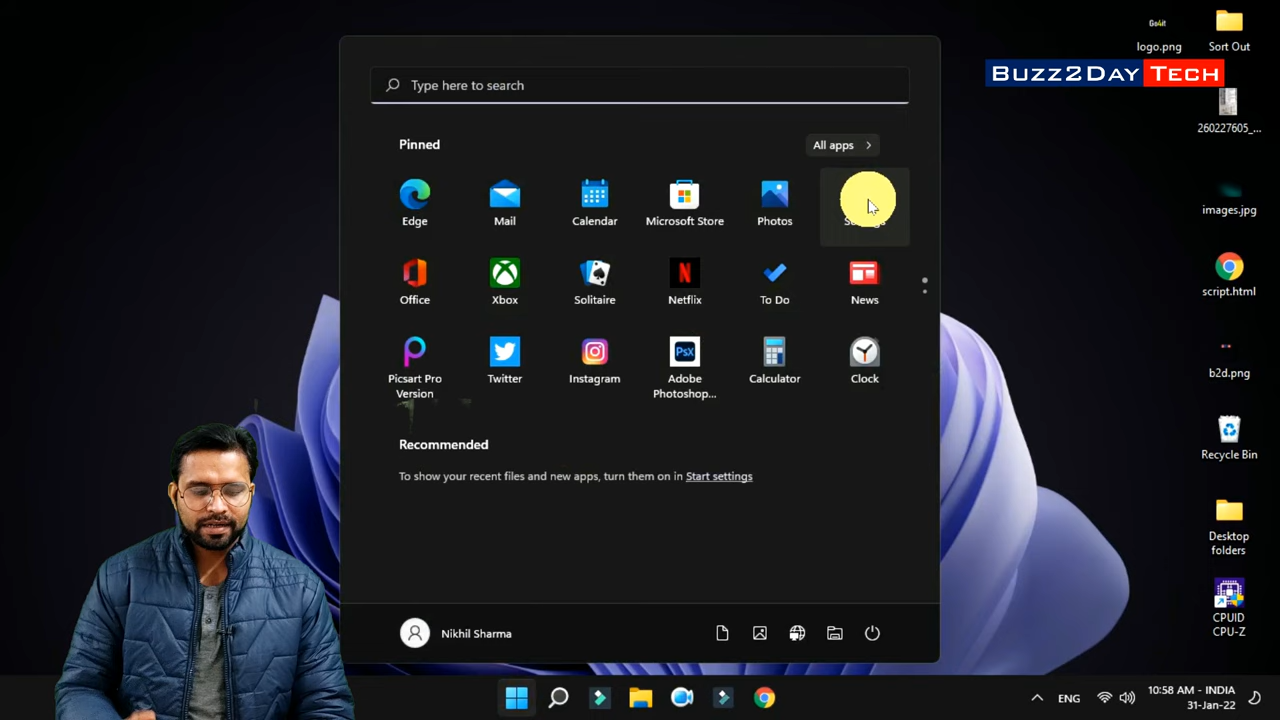 Go4it
logo.png
Sort Out
BUZZ2DAY TECH
260227605_...
images.jpg
script.html
b2d.png
Recycle Bin
Desktop
folders
CPUID
CPU-Z
Type here to search
Pinned
All apps
Edge
Mail
Calendar
Microsoft Store
Photos
Office
Xbox
Solitaire
Netflix
To Do
News
Picsart Pro
Version
Twitter
Instagram
PsX
Adobe
Photoshop...
Calculator
Clock
Recommended
To show your recent files and new apps, turn them on in Start settings
Nikhil Sharma
ENG
10:58 AM - INDIA
31-Jan-22